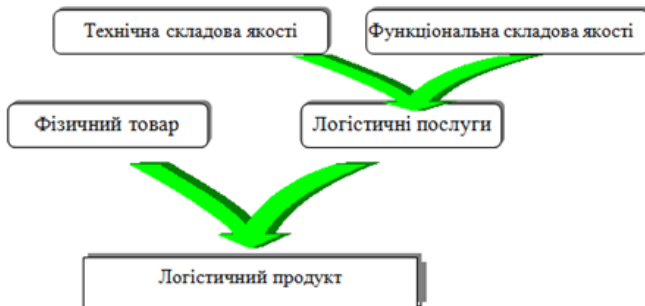 Технічна складова якості
Функціональна складова якості
Фізичний товар
Логістичні послуги
Логістичний продукт